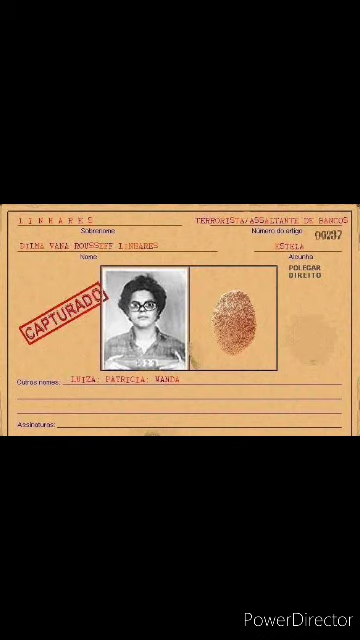 LINHARES
TERRORISTA/ASSALTANTE DE BANCOS
Sobrenome
Número do artigo
00297
DILMA VANA ROUSSEFF LINHARES
ESTELA
Nome
Alcunha
POLEGAR
DIREITO
CAPTURADO
Outros nomes:
LUIZA; PATRICIA; WANDA
Assinaturas:
PowerDirector